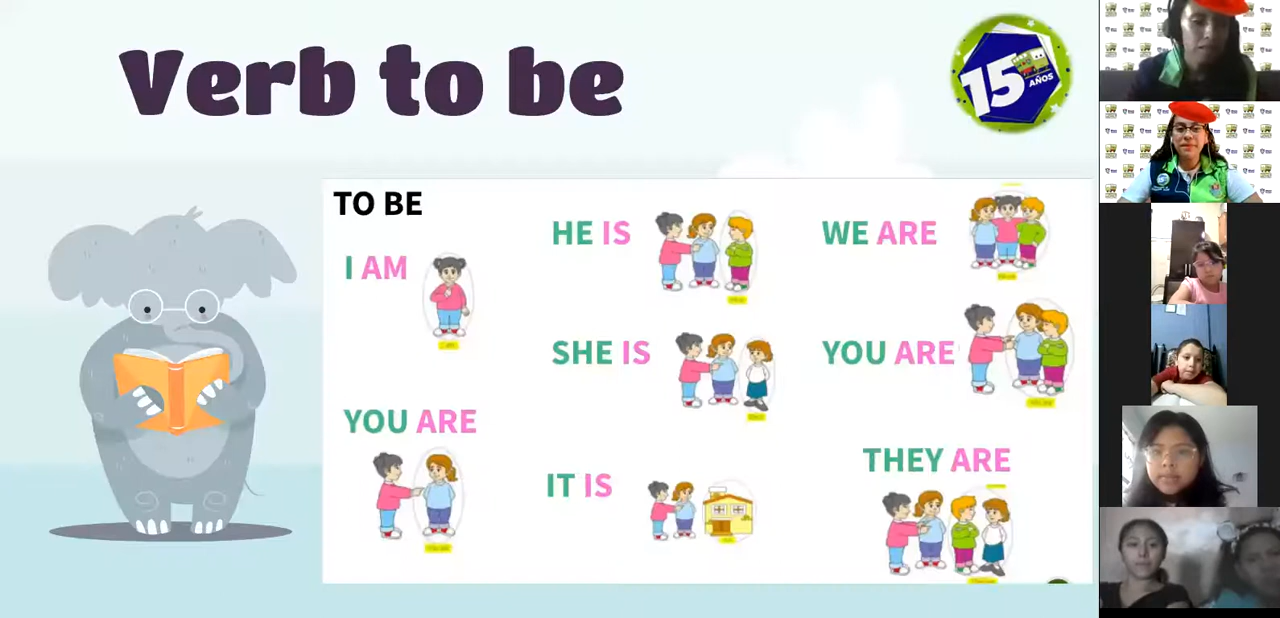 Verb to be
15
AÑOS
TO BE
I AM
YOU ARE
HE IS
SHE IS
IT IS
WE ARE
YOU ARE
THEY ARE